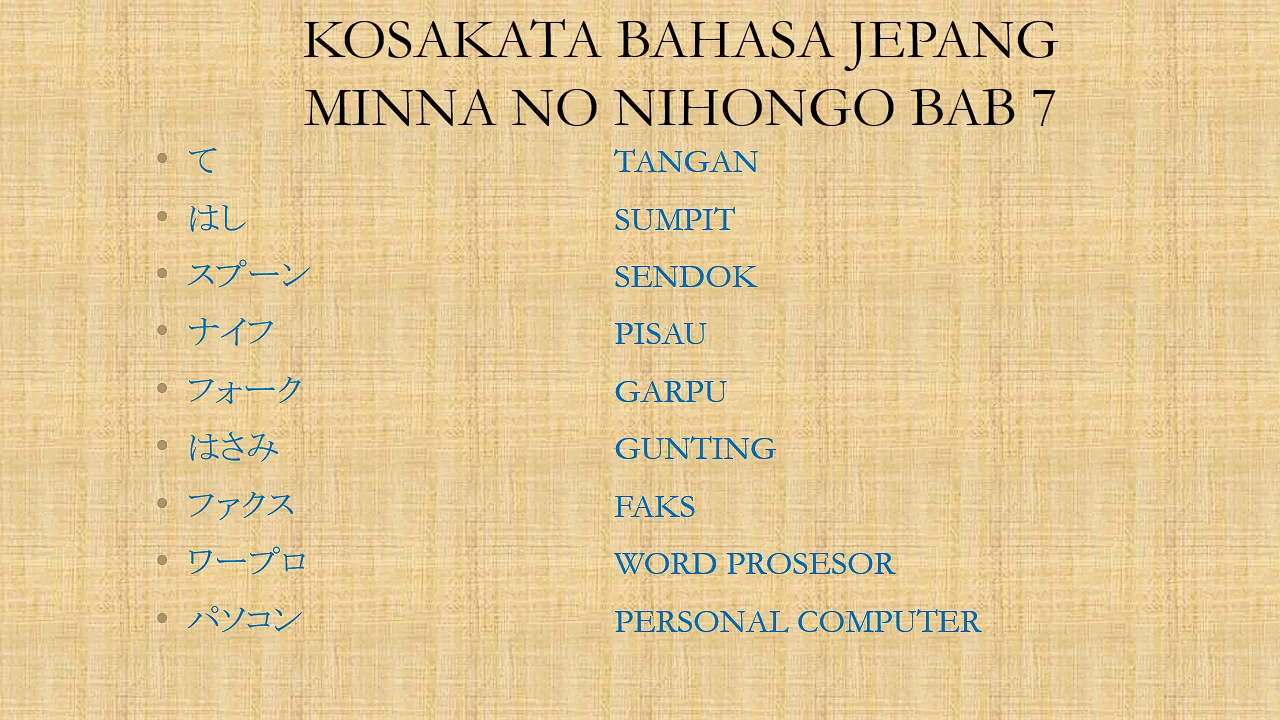 KOSAKATA BAHASA JEPANG
MINNA NO NIHONGO BAB 7
• て TANGAN
• はし SUMPIT
• スプーン SENDOK
• ナイフ PISAU
• フォーク GARPU
• はさみ GUNTING
• ファクス FAKS
• ワープロ WORD PROSESOR
• パソコン PERSONAL COMPUTER